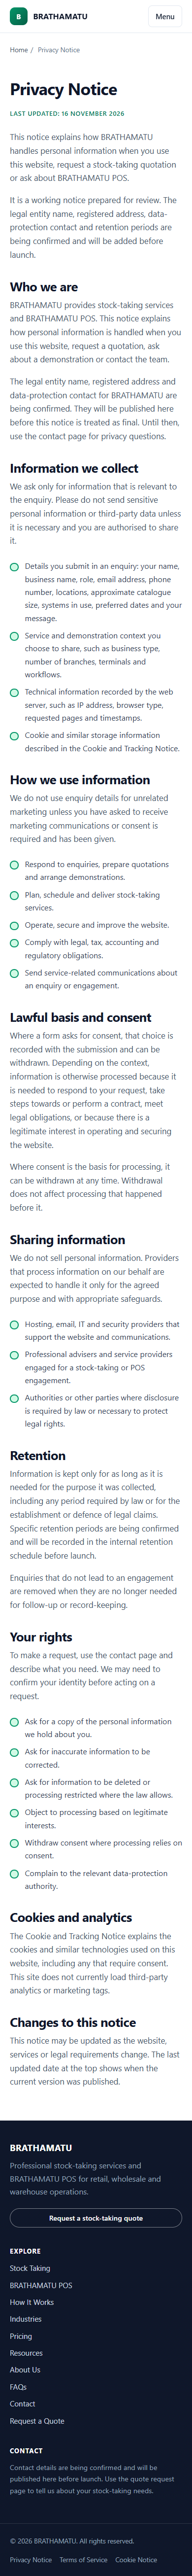 B BRATHAMATU Menu
Home / Privacy Notice
Privacy Notice
LAST UPDATED: 16 NOVEMBER 2026
This notice explains how BRATHAMATU
handles personal information when you use
this website, request a stock-taking quotation
or ask about BRATHAMATU POS.
It is a working notice prepared for review. The
legal entity name, registered address, data-
protection contact and retention periods are
being confirmed and will be added before
launch.
Who we are
BRATHAMATU provides stock-taking services
and BRATHAMATU POS. This notice explains
how personal information is handled when you
use this website, request a quotation, ask
about a demonstration or contact the team.
The legal entity name, registered address and
data-protection contact for BRATHAMATU are
being confirmed. They will be published here
before this notice is treated as final. Until then,
use the contact page for privacy questions.
Information we collect
We ask only for information that is relevant to
the enquiry. Please do not send sensitive
personal information or third-party data unless
it is necessary and you are authorised to share
it.
Details you submit in an enquiry: your name,
business name, role, email address, phone
number, locations, approximate catalogue
size, systems in use, preferred dates and your
message.
Service and demonstration context you
choose to share, such as business type,
number of branches, terminals and
workflows.
Technical information recorded by the web
server, such as IP address, browser type,
requested pages and timestamps.
Cookie and similar storage information
described in the Cookie and Tracking Notice.
How we use information
We do not use enquiry details for unrelated
marketing unless you have asked to receive
marketing communications or consent is
required and has been given.
Respond to enquiries, prepare quotations
and arrange demonstrations.
Plan, schedule and deliver stock-taking
services.
Operate, secure and improve the website.
Comply with legal, tax, accounting and
regulatory obligations.
Send service-related communications about
an enquiry or engagement.
Lawful basis and consent
Where a form asks for consent, that choice is
recorded with the submission and can be
withdrawn. Depending on the context,
information is otherwise processed because it
is needed to respond to your request, take
steps towards or perform a contract, meet
legal obligations, or because there is a
legitimate interest in operating and securing
the website.
Where consent is the basis for processing, it
can be withdrawn at any time. Withdrawal
does not affect processing that happened
before it.
Sharing information
We do not sell personal information. Providers
that process information on our behalf are
expected to handle it only for the agreed
purpose and with appropriate safeguards.
Hosting, email, IT and security providers that
support the website and communications.
Professional advisers and service providers
engaged for a stock-taking or POS
engagement.
Authorities or other parties where disclosure
is required by law or necessary to protect
legal rights.
Retention
Information is kept only for as long as it is
needed for the purpose it was collected,
including any period required by law or for the
establishment or defence of legal claims.
Specific retention periods are being confirmed
and will be recorded in the internal retention
schedule before launch.
Enquiries that do not lead to an engagement
are removed when they are no longer needed
for follow-up or record-keeping.
Your rights
To make a request, use the contact page and
describe what you need. We may need to
confirm your identity before acting on a
request.
Ask for a copy of the personal information
we hold about you.
Ask for inaccurate information to be
corrected.
Ask for information to be deleted or
processing restricted where the law allows.
Object to processing based on legitimate
interests.
Withdraw consent where processing relies on
consent.
Complain to the relevant data-protection
authority.
Cookies and analytics
The Cookie and Tracking Notice explains the
cookies and similar technologies used on this
website, including any that require consent.
This site does not currently load third-party
analytics or marketing tags.
Changes to this notice
This notice may be updated as the website,
services or legal requirements change. The last
updated date at the top shows when the
current version was published.
BRATHAMATU
Professional stock-taking services and
BRATHAMATU POS for retail, wholesale and
warehouse operations.
Request a stock-taking quote
EXPLORE
Stock Taking
BRATHAMATU POS
How It Works
Industries
Pricing
Resources
About Us
FAQs
Contact
Request a Quote
CONTACT
Contact details are being confirmed and will be
published here before launch. Use the quote request
page to tell us about your stock-taking needs.
© 2026 BRATHAMATU. All rights reserved.
Privacy Notice Terms of Service Cookie Notice